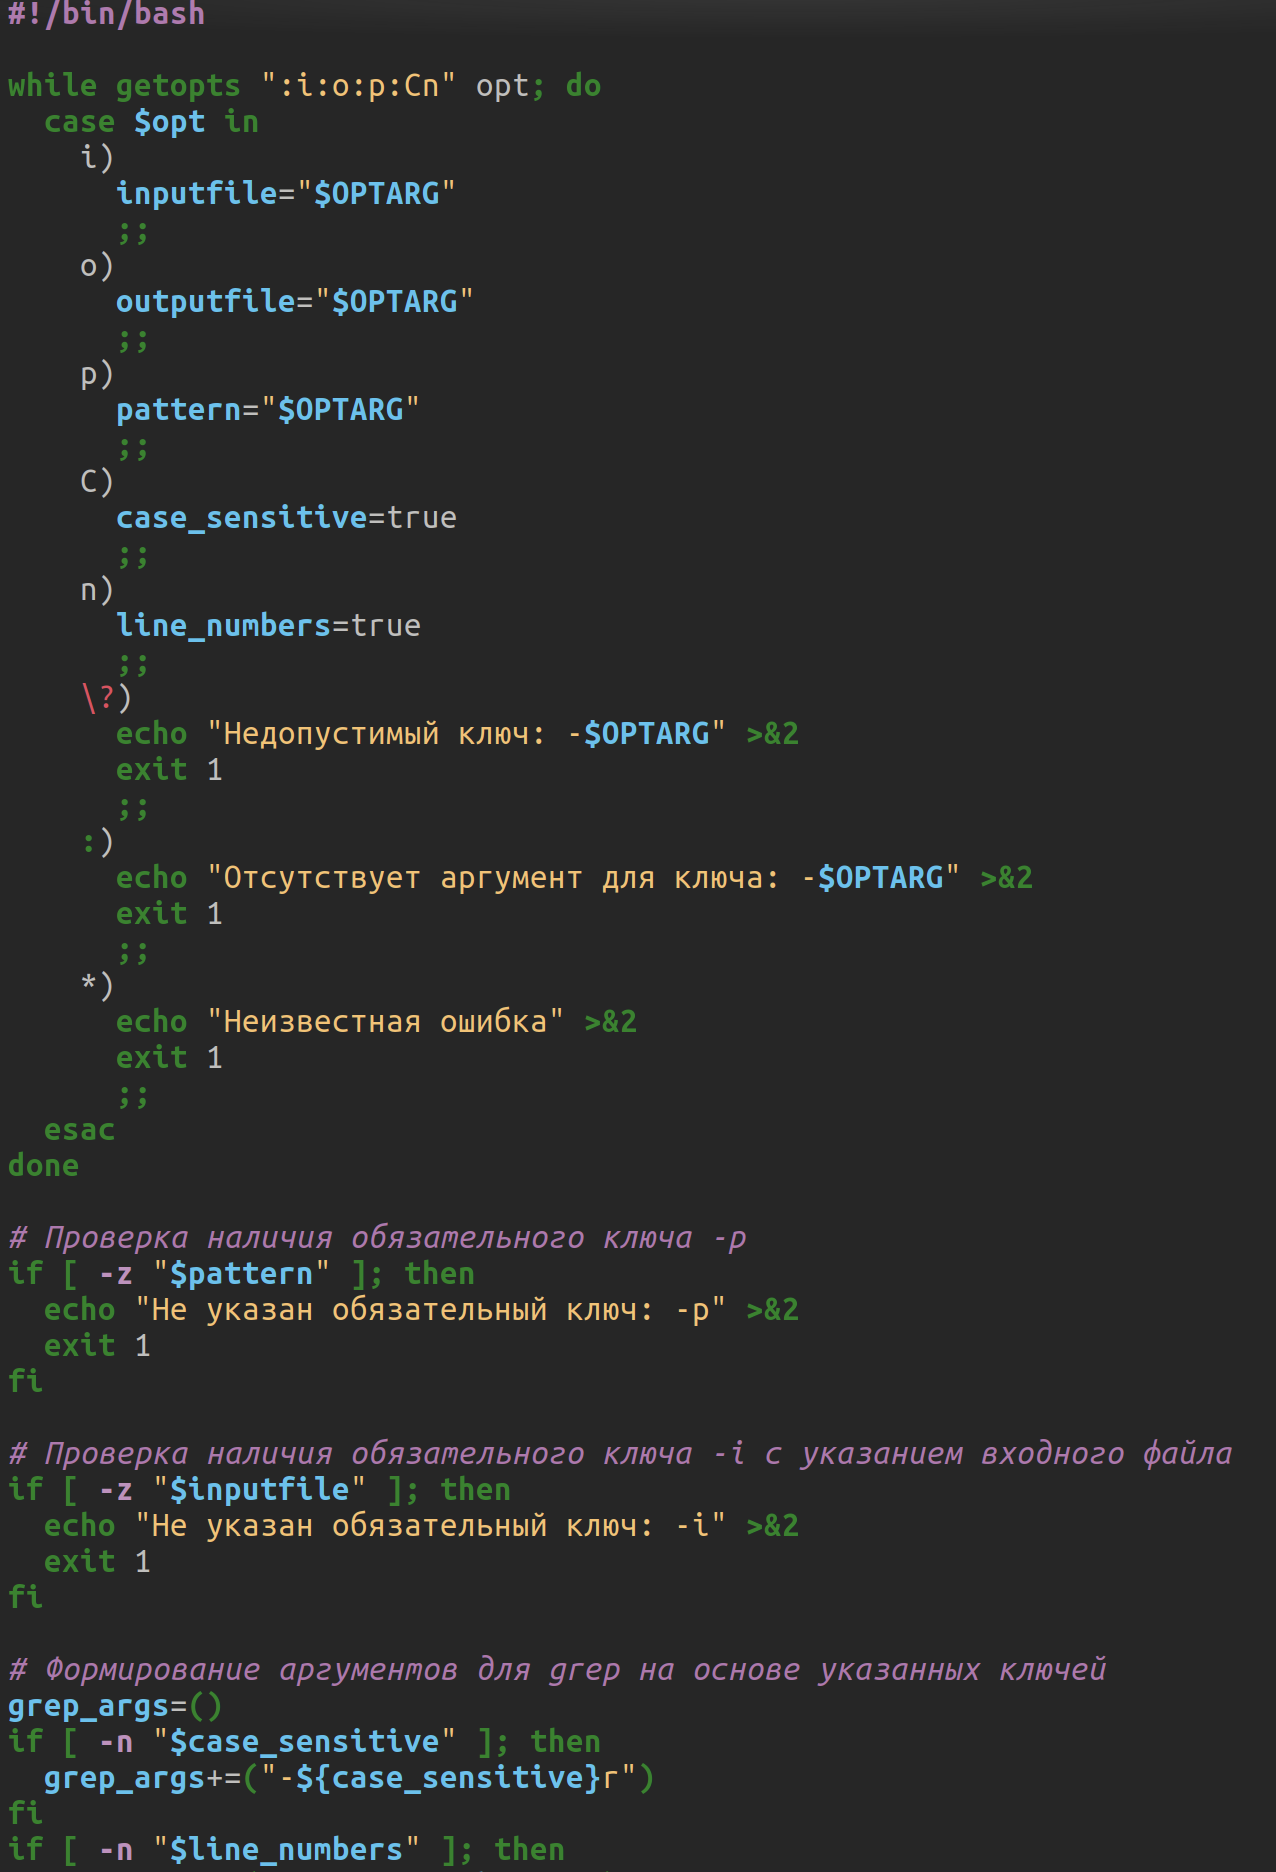 #!/bin/bash

while getopts ":i:o:p:Cn" opt; do
  case $opt in
    i)
      inputfile="$OPTARG"
      ;;
    o)
      outputfile="$OPTARG"
      ;;
    p)
      pattern="$OPTARG"
      ;;
    C)
      case_sensitive=true
      ;;
    n)
      line_numbers=true
      ;;
    \?)
      echo "Недопустимый ключ: -$OPTARG" >&2
      exit 1
      ;;
    :)
      echo "Отсутствует аргумент для ключа: -$OPTARG" >&2
      exit 1
      ;;
    *)
      echo "Неизвестная ошибка" >&2
      exit 1
      ;;
  esac
done

# Проверка наличия обязательного ключа -p
if [ -z "$pattern" ]; then
  echo "Не указан обязательный ключ: -p" >&2
  exit 1
fi

# Проверка наличия обязательного ключа -i с указанием входного файла
if [ -z "$inputfile" ]; then
  echo "Не указан обязательный ключ: -i" >&2
  exit 1
fi

# Формирование аргументов для grep на основе указанных ключей
grep_args=()
if [ -n "$case_sensitive" ]; then
  grep_args+=("-${case_sensitive}г")
fi
if [ -n "$line_numbers" ]; then